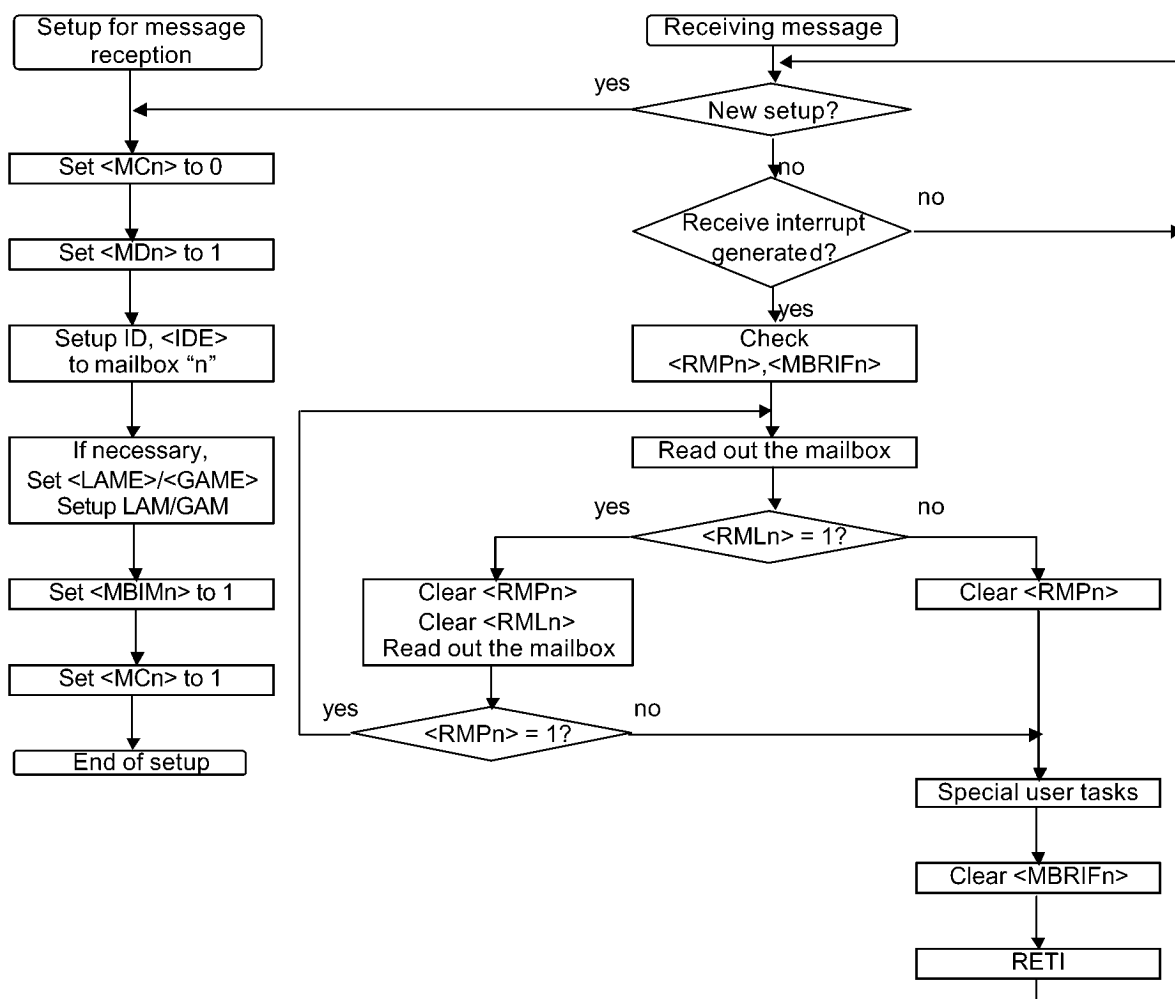 Setup for message
reception
Set <MCn> to 0
Set <MDn> to 1
Setup ID, <IDE>
to mailbox “n”
If necessary,
Set <LAME>/<GAME>
Setup LAM/GAM
Set <MBIMn> to 1
Set <MCn> to 1
End of setup
Receiving message
yes
New setup?
no
Receive interrupt
generated?
no
yes
Check
<RMPn>,<MBRIFn>
Read out the mailbox
yes
no
<RMLn> = 1?
Clear <RMPn>
Clear <RMLn>
Read out the mailbox
Clear <RMPn>
yes
no
<RMPn> = 1?
Special user tasks
Clear <MBRIFn>
RETI